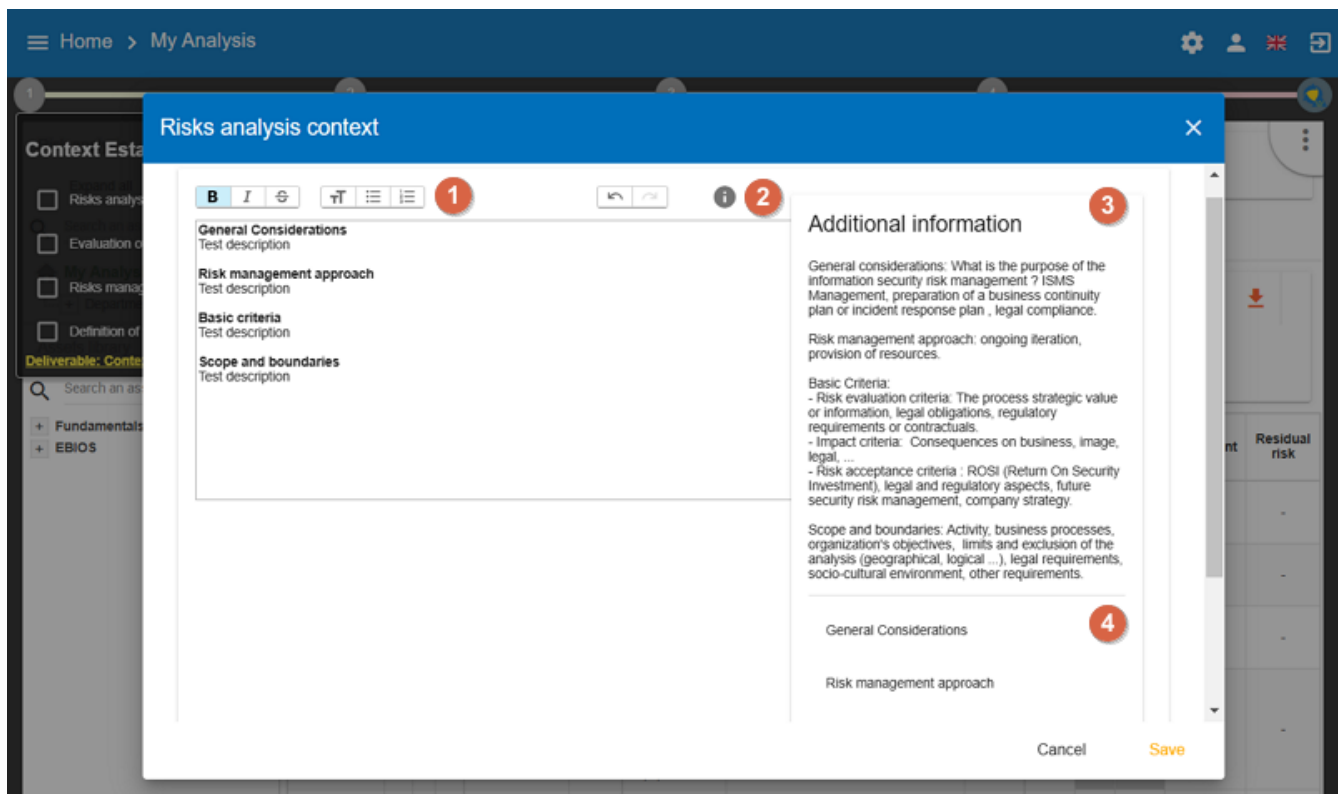 Home > My Analysis
1 2 3 4
Risks analysis context
Context Esta
Risks analys
Evaluation o
My Analys
Risks manag
Definition of
Deliverable: Conte
Search an as
+ Fundamentals
+ EBIOS
B I S
1
2
General Considerations
Test description
Risk management approach
Test description
Basic criteria
Test description
Scope and boundaries
Test description
3
Additional information
General considerations: What is the purpose of the
information security risk management ? ISMS
Management, preparation of a business continuity
plan or incident response plan , legal compliance.
Risk management approach: ongoing iteration,
provision of resources.
Basic Criteria:
- Risk evaluation criteria: The process strategic value
or information, legal obligations, regulatory
requirements or contractuals.
- Impact criteria: Consequences on business, image,
legal, ...
- Risk acceptance criteria : ROSI (Return On Security
Investment), legal and regulatory aspects, future
security risk management, company strategy.
Scope and boundaries: Activity, business processes,
organization's objectives, limits and exclusion of the
analysis (geographical, logical ...), legal requirements,
socio-cultural environment, other requirements.
4
General Considerations
Risk management approach
nt
Residual
risk
-
-
-
-
Cancel
Save